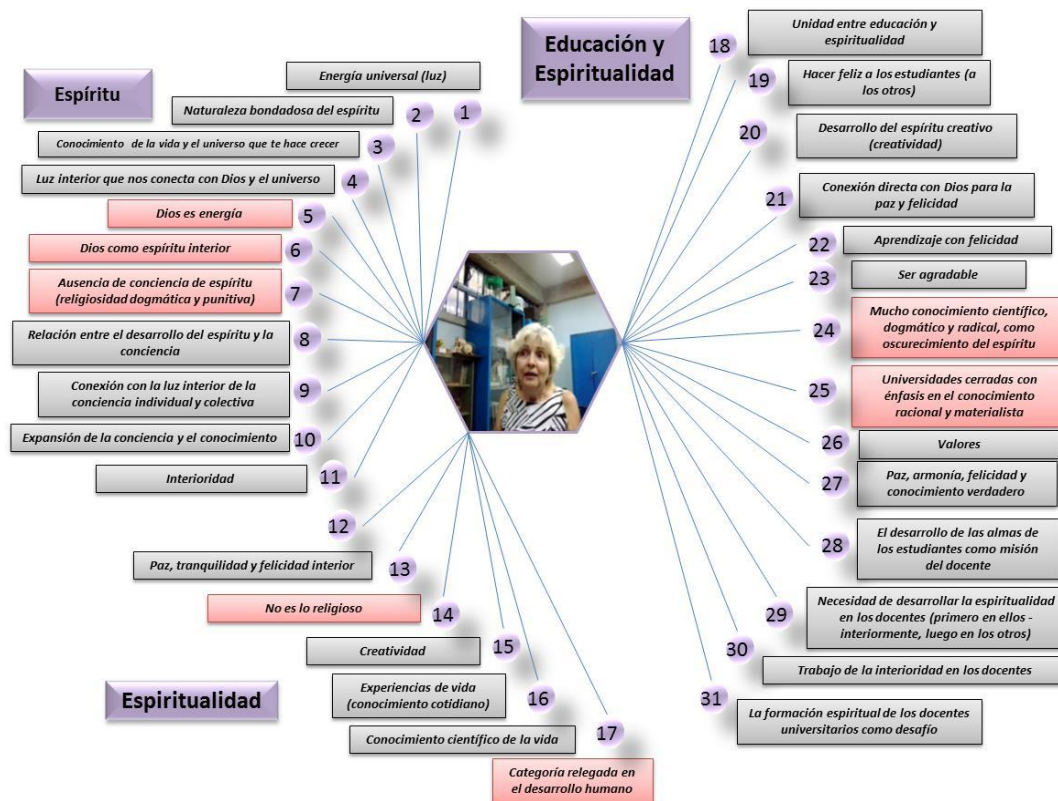 Espíritu
Energía universal (luz)
1
Naturaleza bondadosa del espíritu
2
Conocimiento de la vida y el universo que te hace crecer
3
Luz interior que nos conecta con Dios y el universo
4
Dios es energía
5
Dios como espíritu interior
6
Ausencia de conciencia de espíritu
(religiosidad dogmática y punitiva)
7
Relación entre el desarrollo del espíritu y la
conciencia
8
Conexión con la luz interior de la
conciencia individual y colectiva
9
Expansión de la conciencia y el conocimiento
10
Interioridad
11
Espiritualidad
12
Paz, tranquilidad y felicidad interior
13
No es lo religioso
14
Creatividad
15
Experiencias de vida
(conocimiento cotidiano)
16
Conocimiento científico de la vida
17
Categoría relegada en
el desarrollo humano
Educación y
Espiritualidad
18
Unidad entre educación y
espiritualidad
19
Hacer feliz a los estudiantes (a
los otros)
20
Desarrollo del espíritu creativo
(creatividad)
21
Conexión directa con Dios para la
paz y felicidad
22
Aprendizaje con felicidad
23
Ser agradable
24
Mucho conocimiento científico,
dogmático y radical, como
oscurecimiento del espíritu
25
Universidades cerradas con
énfasis en el conocimiento
racional y materialista
26
Valores
27
Paz, armonía, felicidad y
conocimiento verdadero
28
El desarrollo de las almas de
los estudiantes como misión
del docente
29
Necesidad de desarrollar la espiritualidad
en los docentes (primero en ellos -
interiormente, luego en los otros)
30
Trabajo de la interioridad en los docentes
31
La formación espiritual de los docentes
universitarios como desafío